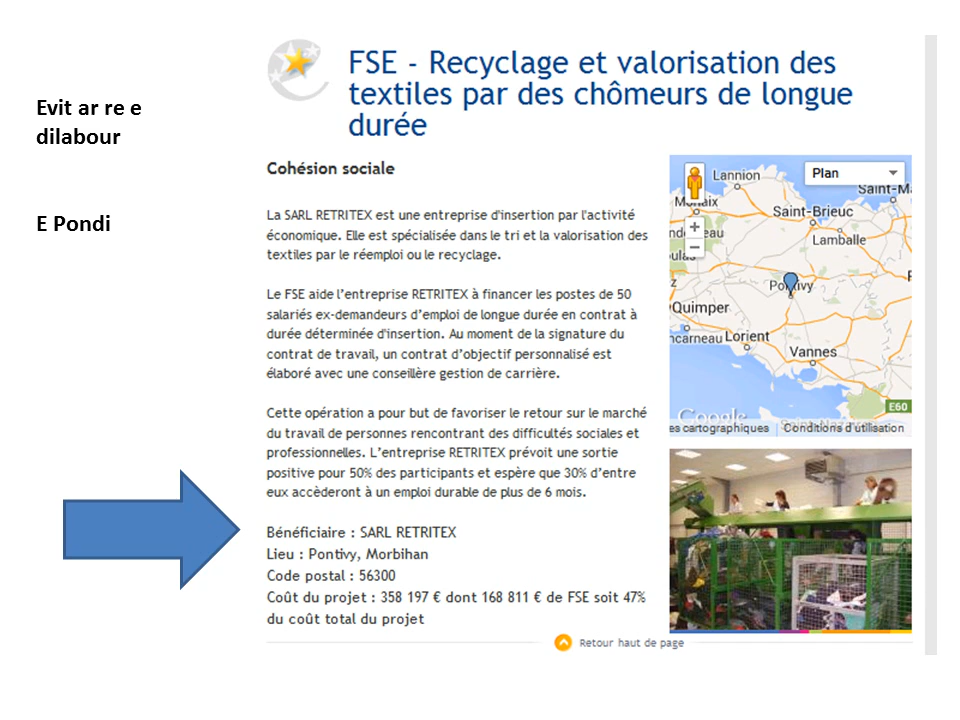 Evit ar re e
dilabour
E Pondi
FSE - Recyclage et valorisation des
textiles par des chômeurs de longue
durée
Cohésion sociale
La SARL RETRITEX est une entreprise d'insertion par l'activité
économique. Elle est spécialisée dans le tri et la valorisation des
textiles par le réemploi ou le recyclage.
Le FSE aide l’entreprise RETRITEX à financer les postes de 50
salariés ex-demandeurs d’emploi de longue durée en contrat à
durée déterminée d'insertion. Au moment de la signature du
contrat de travail, un contrat d’objectif personnalisé est
élaboré avec une conseillère gestion de carrière.
Cette opération a pour but de favoriser le retour sur le marché
du travail de personnes rencontrant des difficultés sociales et
professionnelles. L’entreprise RETRITEX prévoit une sortie
positive pour 50% des participants et espère que 30% d’entre
eux accèderont à un emploi durable de plus de 6 mois.
Bénéficiaire : SARL RETRITEX
Lieu : Pontivy, Morbihan
Code postal : 56300
Coût du projet : 358 197 € dont 168 811 € de FSE soit 47%
du coût total du projet
Retour haut de page
Plan
Lannion
Saint-Ma
Morlaix
Saint-Brieuc
Lamballe
Pontivy
Quimper
ncarneau Lorient
Vannes
E60
Google
es cartographiques
Conditions d'utilisation